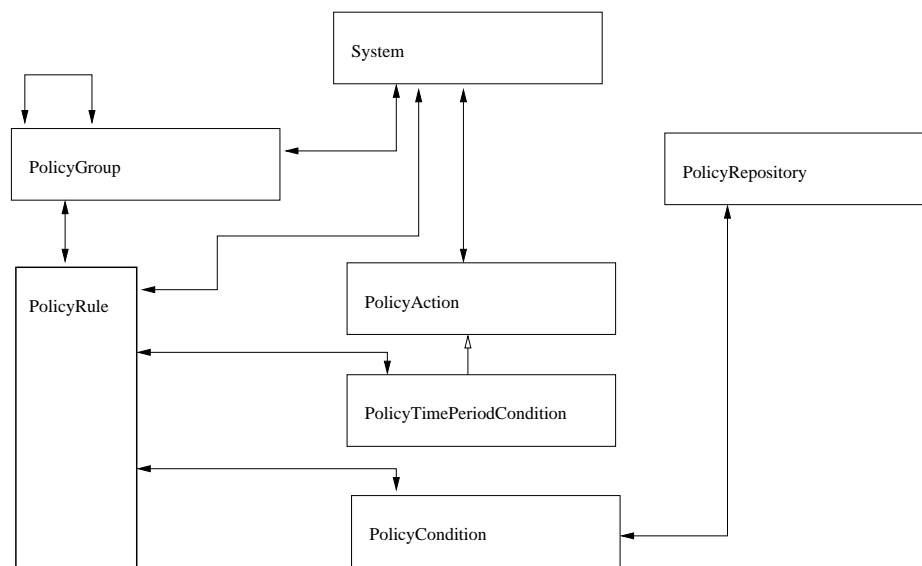 System
PolicyGroup
PolicyRepository
PolicyRule
PolicyAction
PolicyTimePeriodCondition
PolicyCondition